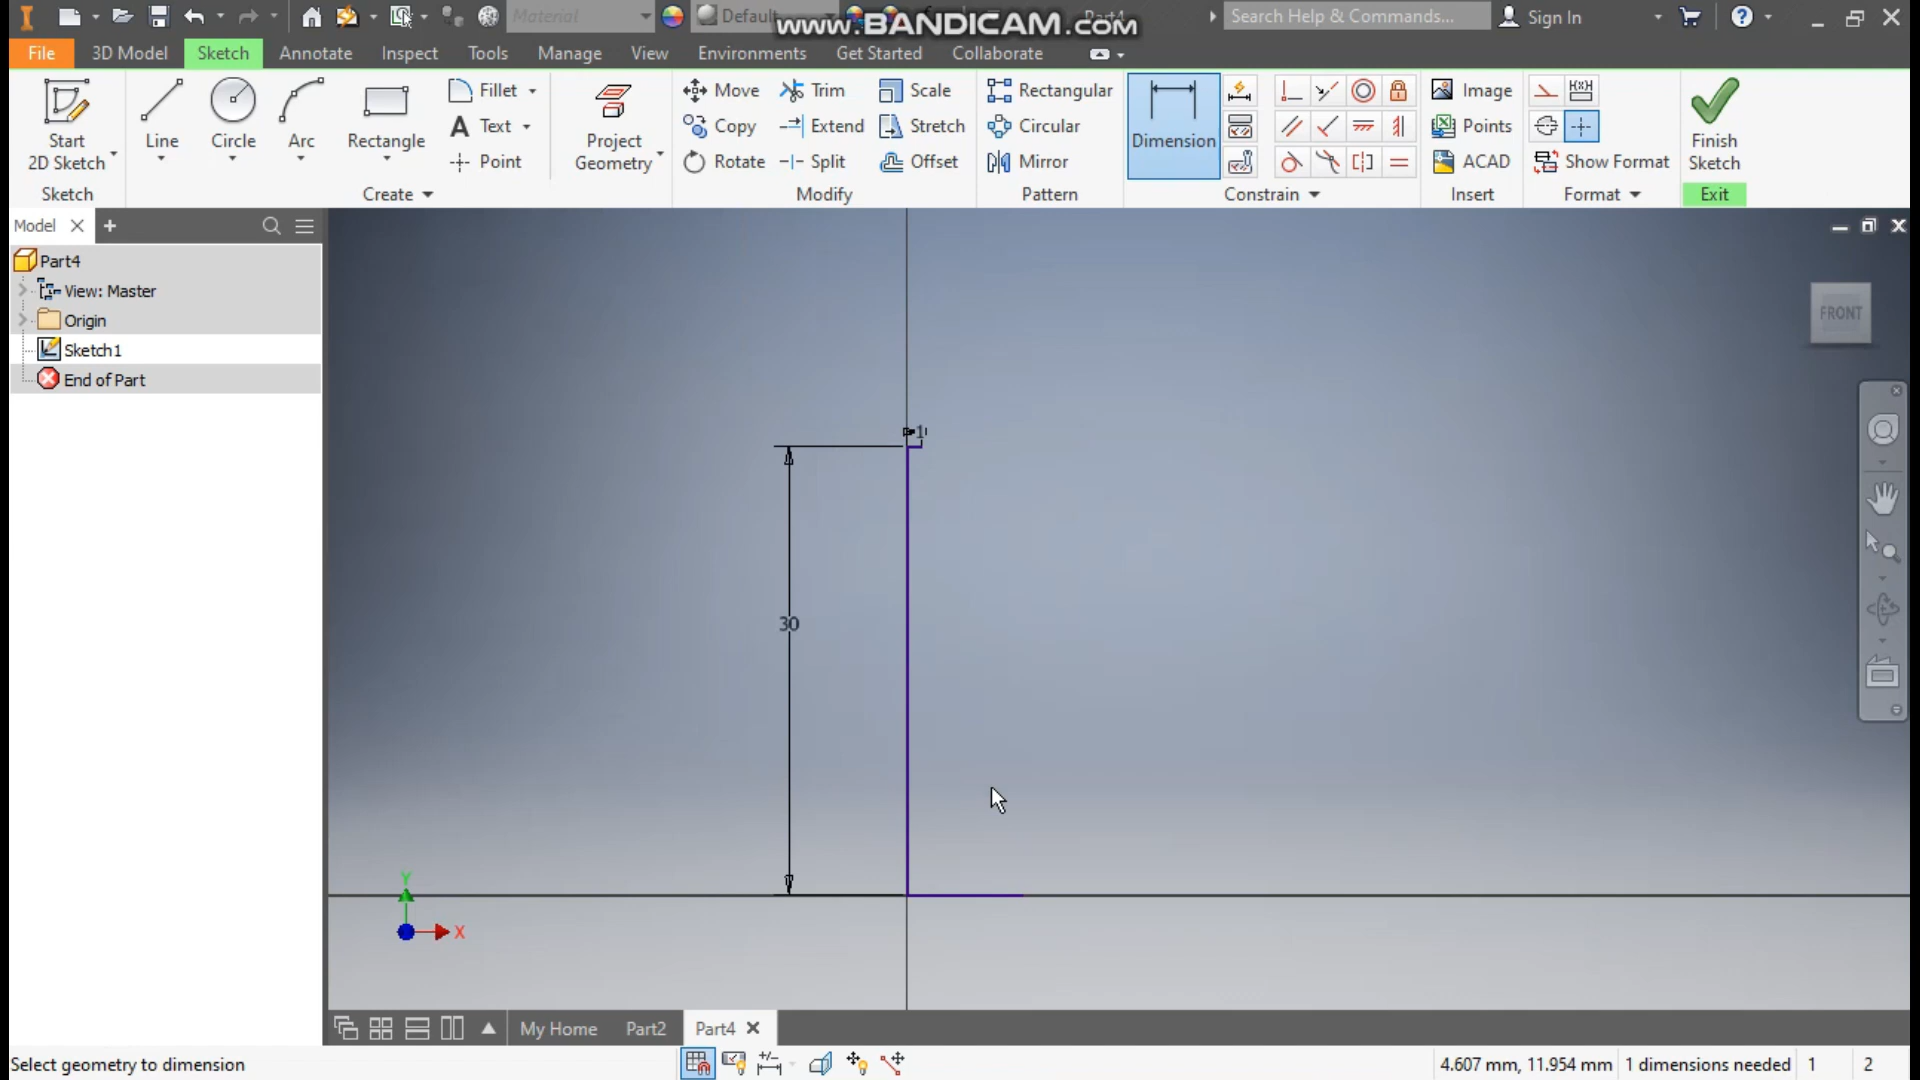 Material
Default
www.BANDICAM.com
Part4
Search Help & Commands...
Sign In
File
3D Model
Sketch
Annotate
Inspect
Tools
Manage
View
Environments
Get Started
Collaborate
Start
2D Sketch
Line
Circle
Arc
Rectangle
Fillet
Text
Point
Project
Geometry
Move
Copy
Rotate
Trim
Extend
Split
Scale
Stretch
Offset
Rectangular
Circular
Mirror
Dimension
Image
Points
ACAD
Show Format
Finish
Sketch
Sketch
Create
Modify
Pattern
Constrain
Insert
Format
Exit
Model
Part4
View: Master
Origin
Sketch1
End of Part
FRONT
1
30
Y
X
My Home
Part2
Part4
Select geometry to dimension
4.607 mm, 11.954 mm
1 dimensions needed
1
2